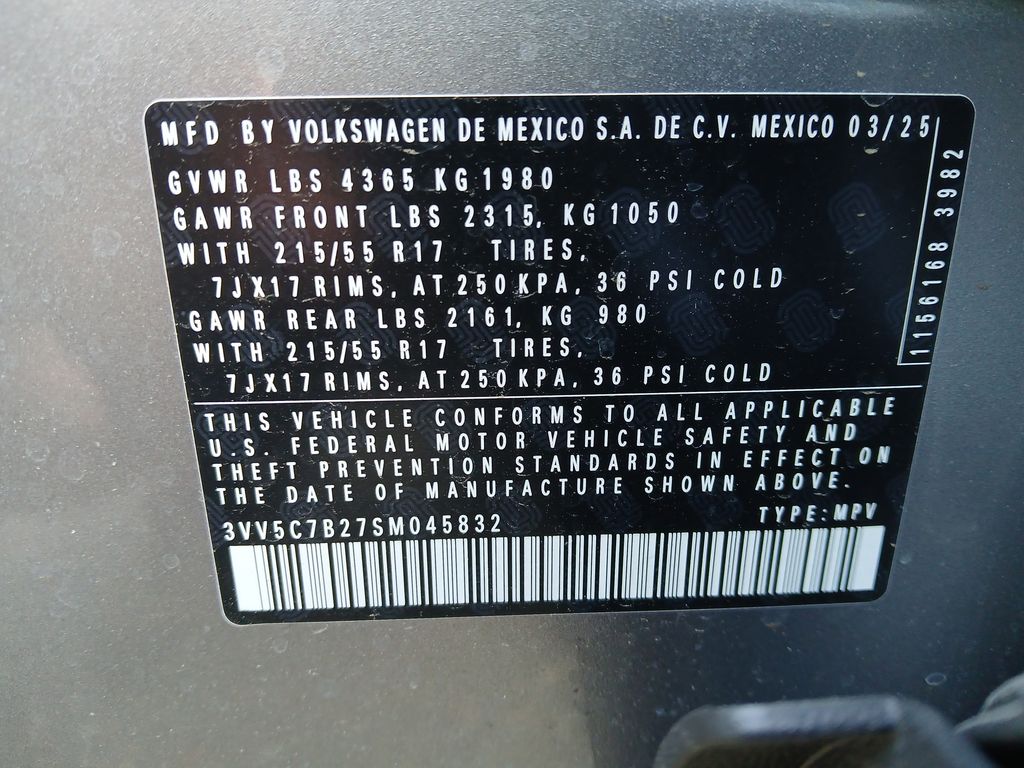 MFD BY VOLKSWAGEN DE MEXICO S.A. DE C.V. MEXICO 03/25
GVWR LBS 4365 KG 1980
GAWR FRONT LBS 2315, KG 1050
WITH 215/55 R17 TIRES,
7JX17 RIMS, AT 250 KPA, 36 PSI COLD
GAWR REAR LBS 2161, KG 980
WITH 215/55 R17 TIRES,
7JX17 RIMS, AT 250 KPA, 36 PSI COLD
1156168 3982
THIS VEHICLE CONFORMS TO ALL APPLICABLE
U.S. FEDERAL MOTOR VEHICLE SAFETY AND
THEFT PREVENTION STANDARDS IN EFFECT ON
THE DATE OF MANUFACTURE SHOWN ABOVE.
3VV5C7B27SM045832 TYPE: MPV